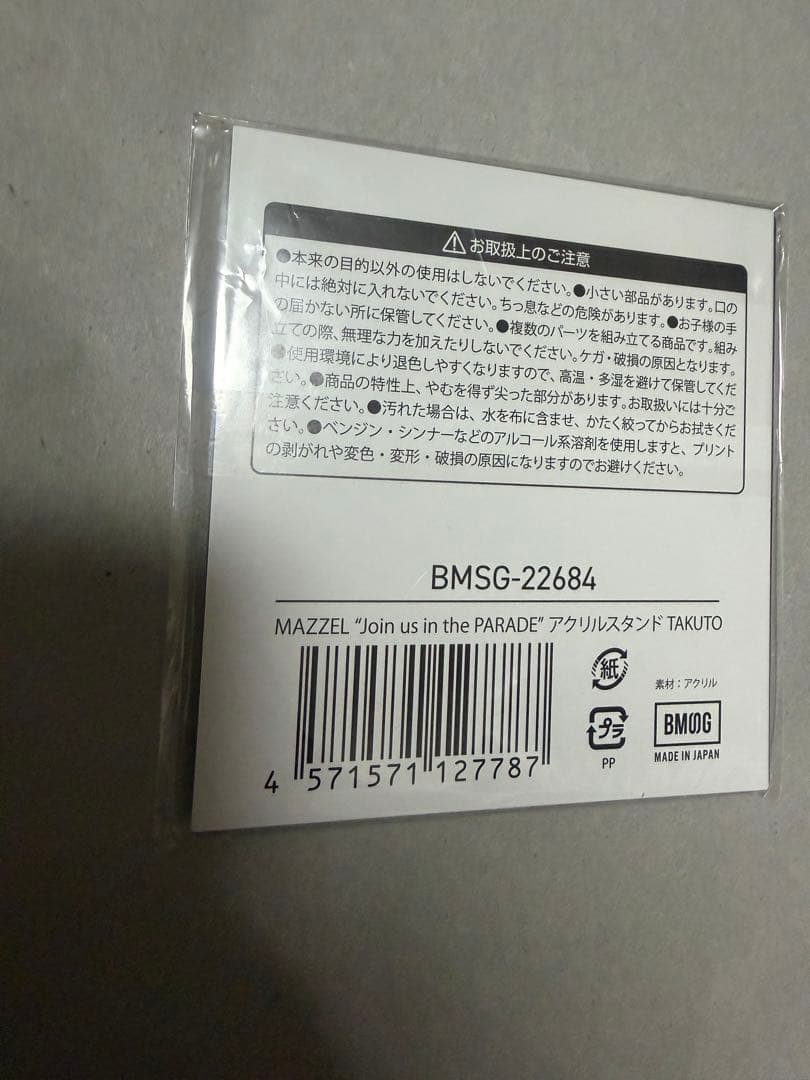 ⚠お取扱上のご注意
●本来の目的以外の使用はしないでください。●小さい部品があります。口の
中には絶対に入れないでください。ちっ息などの危険があります。●お子様の手
の届かない所に保管してください。●複数のパーツを組み立てる商品です。組み
立ての際、無理な力を加えたりしないでください。ケガ・破損の原因となります。
●使用環境により退色しやすくなりますので、高温・多湿を避けて保管してくだ
さい。●商品の特性上、やむを得ず尖った部分があります。お取扱いには十分ご
注意ください。●汚れた場合は、水を布に含ませ、かたく絞ってからお拭きくだ
さい。●ベンジン・シンナーなどのアルコール系溶剤を使用しますと、プリント
の剥がれや変色・変形・破損の原因になりますのでお避けください。
BMSG-22684
MAZZEL “Join us in the PARADE” アクリルスタンド TAKUTO
4 571571 127787
紙
プラ
PP
素材：アクリル
BMSG
MADE IN JAPAN